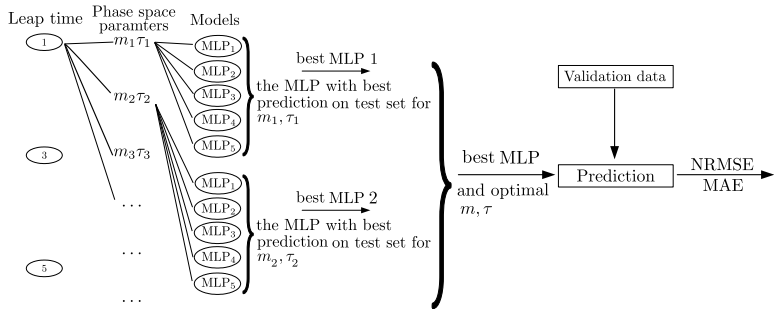 Leap time
Phase space
paramters
Models
1
m₁τ₁
m₂τ₂
m₃τ₃
. . .
. . .
. . .
3
5
MLP₁
MLP₂
MLP₃
MLP₄
MLP₅
MLP₁
MLP₂
MLP₃
MLP₄
MLP₅
best MLP 1
the MLP with best
prediction on test set for
m₁, τ₁
best MLP 2
the MLP with best
prediction on test set for
m₂, τ₂
best MLP
and optimal
m, τ
Validation data
Prediction
NRMSE
MAE